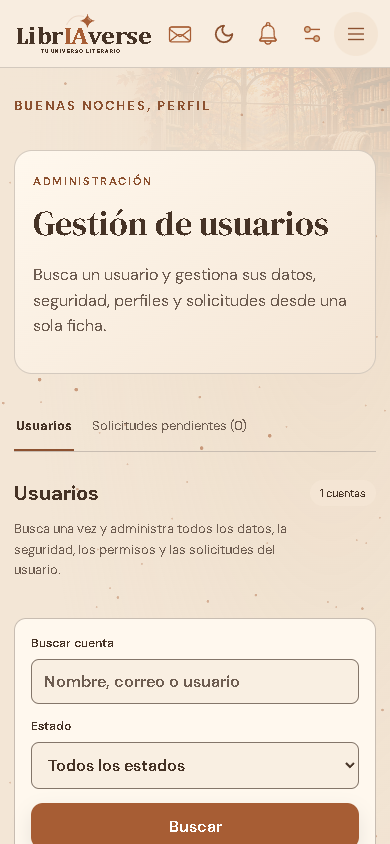 LibrIAverse
TU UNIVERSO LITERARIO
BUENAS NOCHES, PERFIL
ADMINISTRACIÓN
Gestión de usuarios
Busca un usuario y gestiona sus datos,
seguridad, perfiles y solicitudes desde una
sola ficha.
Usuarios
Solicitudes pendientes (0)
Usuarios
1 cuentas
Busca una vez y administra todos los datos, la
seguridad, los permisos y las solicitudes del
usuario.
Buscar cuenta
Nombre, correo o usuario
Estado
Todos los estados
Buscar